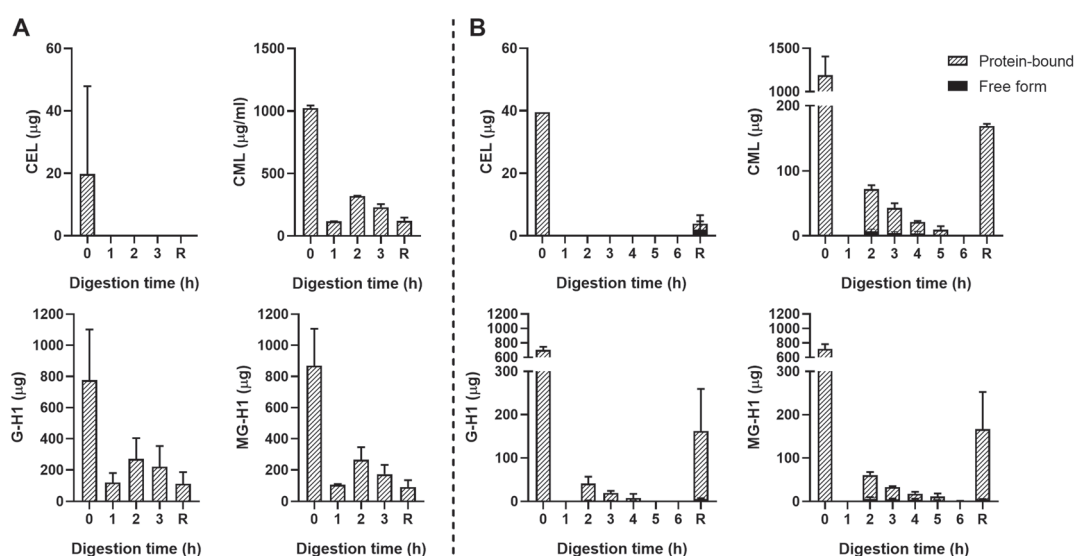 A
60
40
20
0
CEL (μg)
0 1 2 3 R
Digestion time (h)
1500
1000
500
0
CML (μg/ml)
0 1 2 3 R
Digestion time (h)
1200
1000
800
600
400
200
0
G-H1 (μg)
0 1 2 3 R
Digestion time (h)
1200
1000
800
600
400
200
0
MG-H1 (μg)
0 1 2 3 R
Digestion time (h)
B
60
40
20
0
CEL (μg)
0 1 2 3 4 5 6 R
Digestion time (h)
1500
1000
200
100
0
CML (μg)
0 1 2 3 4 5 6 R
Digestion time (h)
Protein-bound
Free form
1200
1000
800
600
300
200
100
0
G-H1 (μg)
0 1 2 3 4 5 6 R
Digestion time (h)
1200
1000
800
600
300
200
100
0
MG-H1 (μg)
0 1 2 3 4 5 6 R
Digestion time (h)